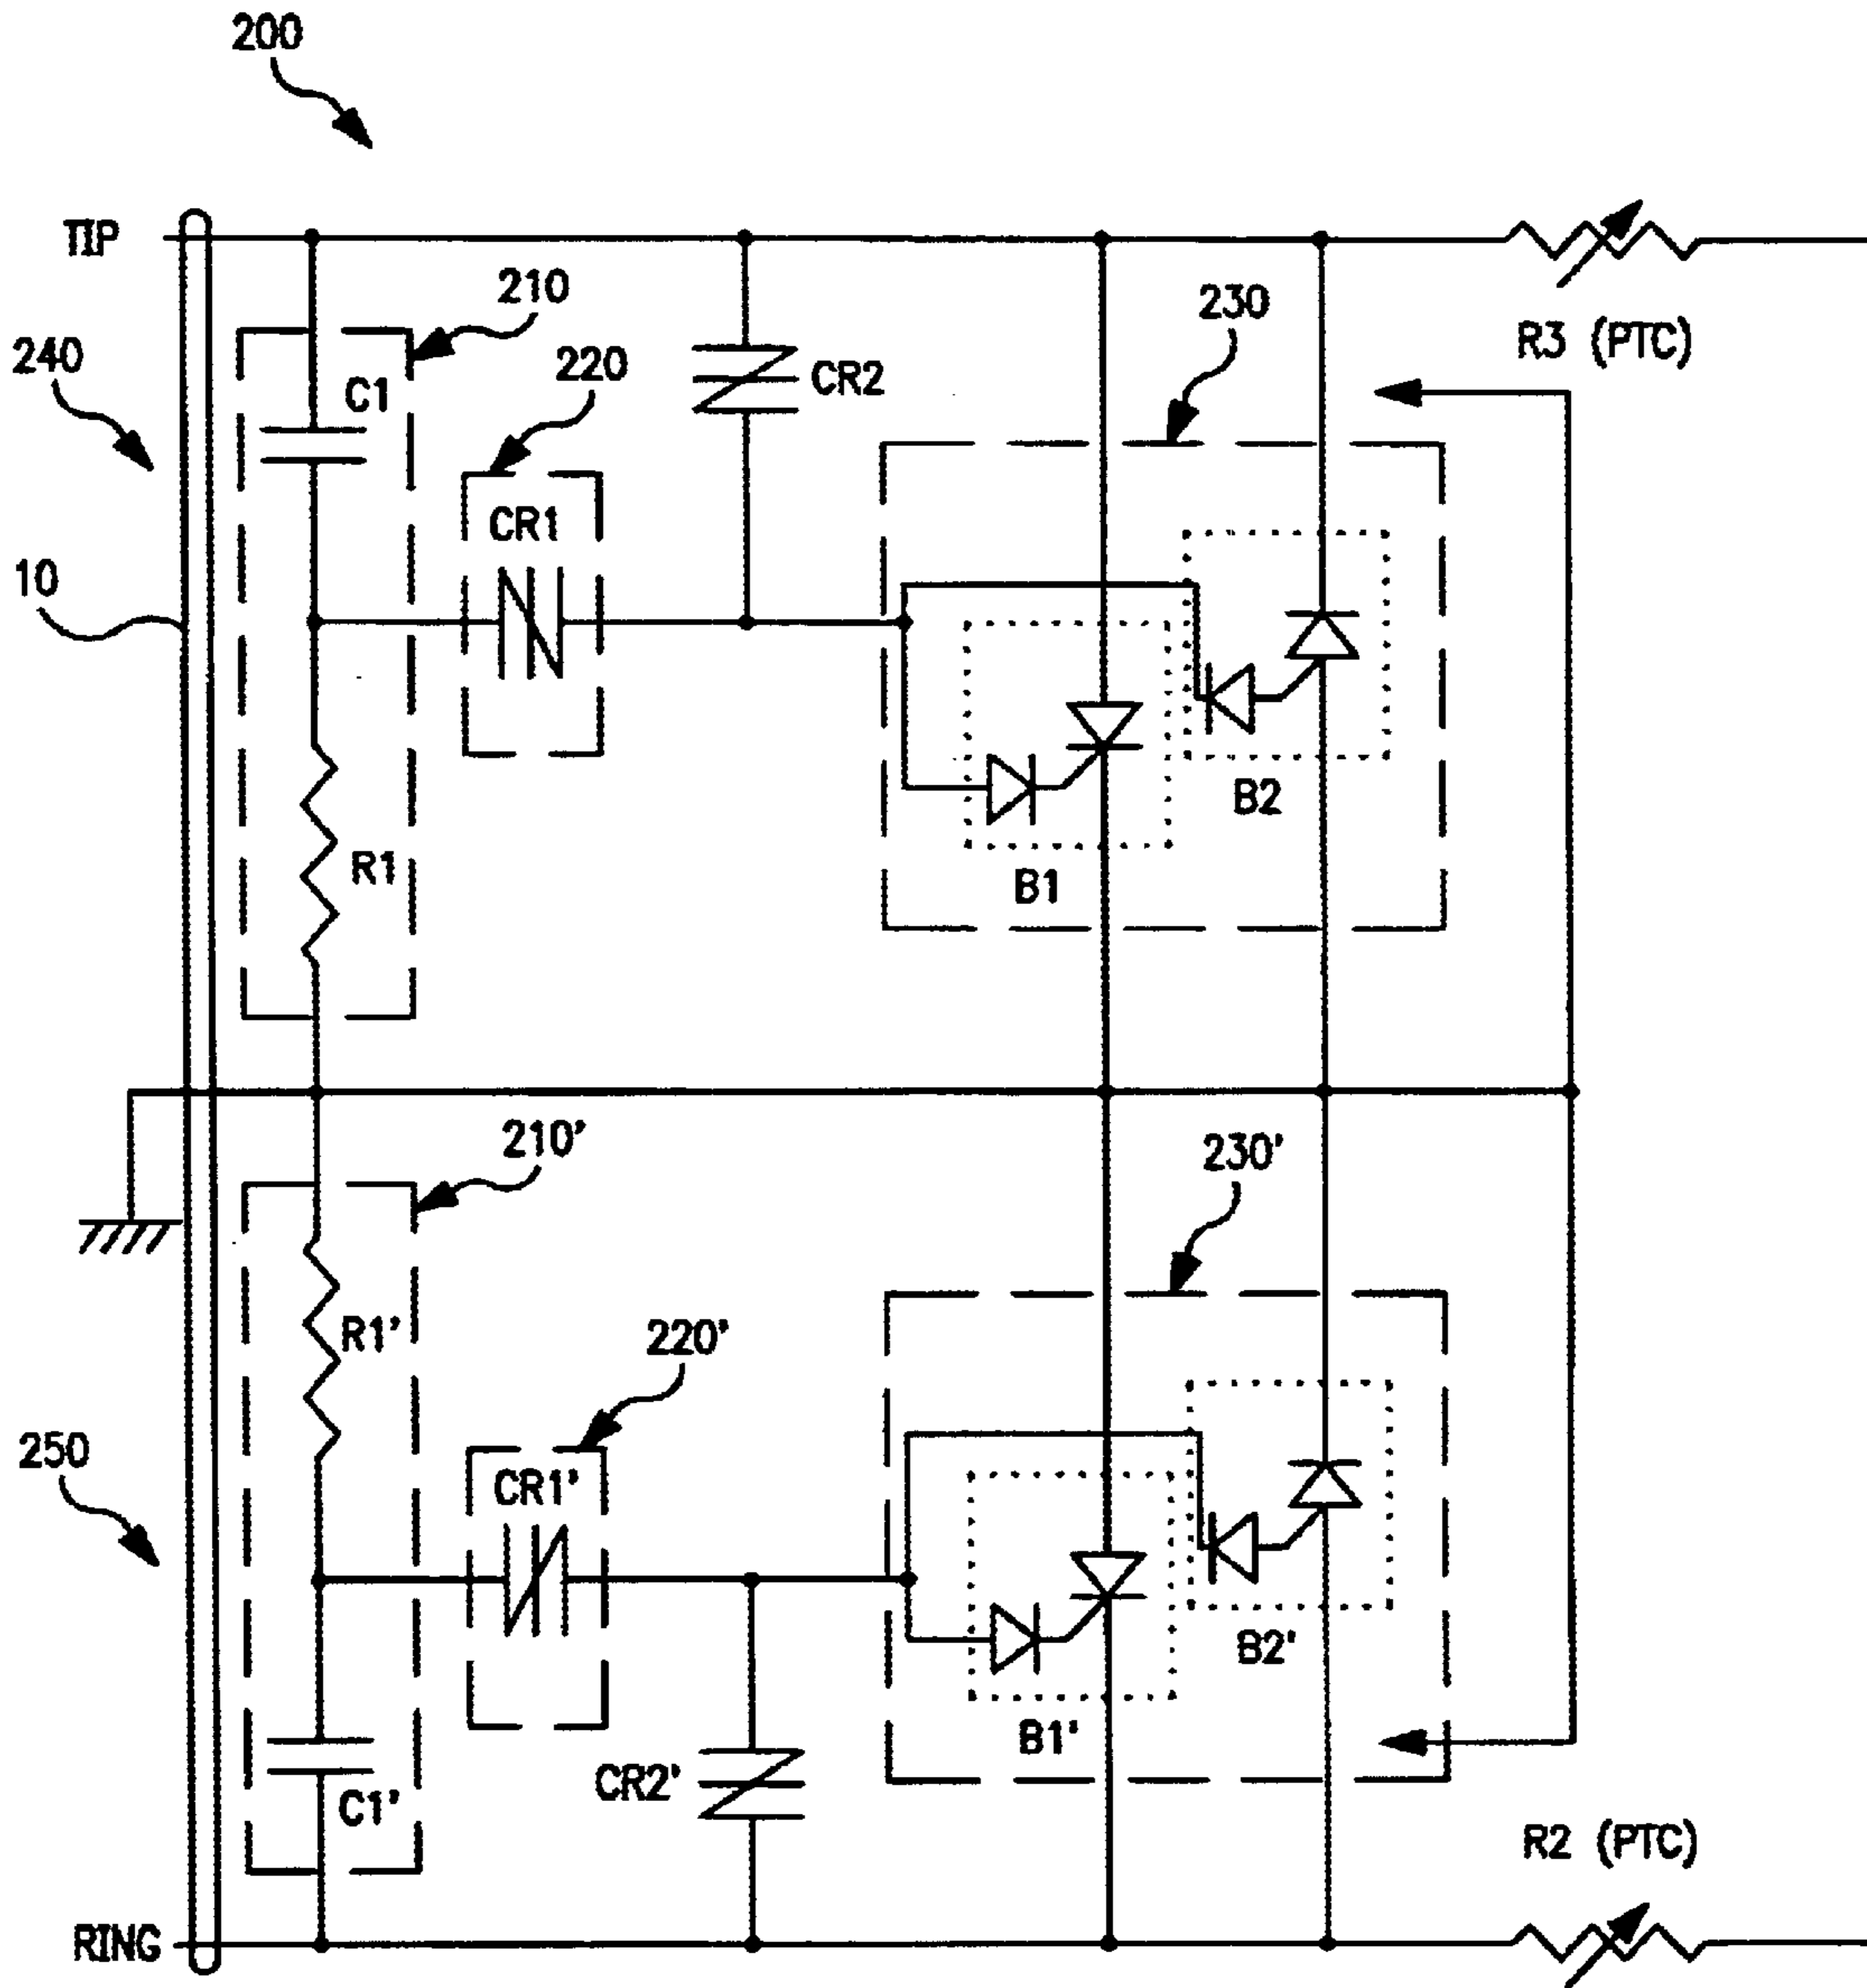 200
TIP
210
230
R3 (PTC)
240
220
C1
CR2
CR1
10
B2
R1
B1
210'
230'
R1'
220'
250
CR1'
B2'
B1'
CR2'
C1'
R2 (PTC)
RING